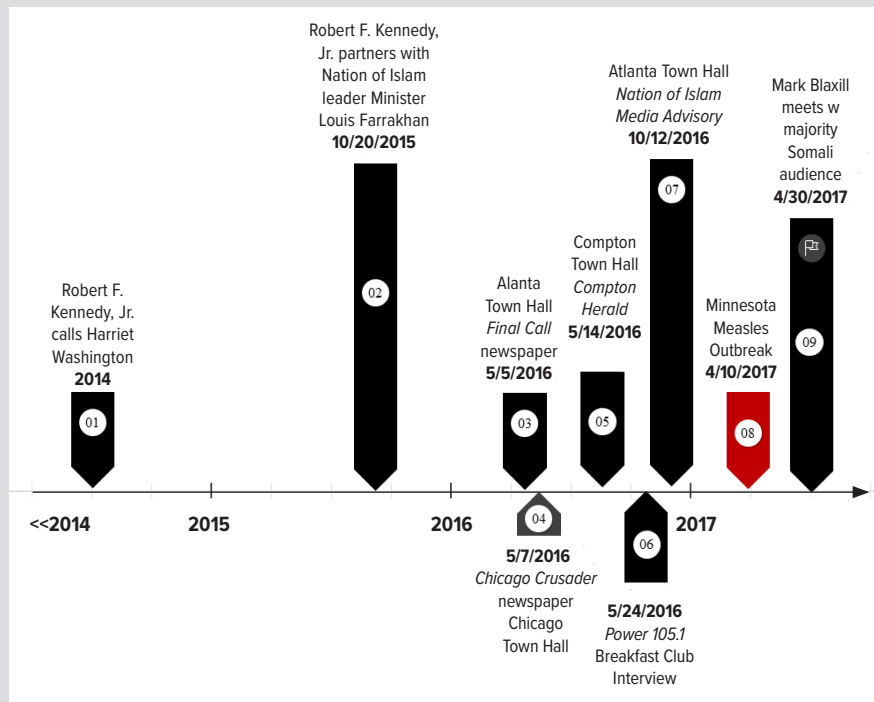 Robert F.
Kennedy, Jr.
calls Harriet
Washington
2014
01
Robert F. Kennedy,
Jr. partners with
Nation of Islam
leader Minister
Louis Farrakhan
10/20/2015
02
Alanta
Town Hall
Final Call
newspaper
5/5/2016
03
04
5/7/2016
Chicago Crusader
newspaper
Chicago
Town Hall
Compton
Town Hall
Compton
Herald
5/14/2016
05
06
5/24/2016
Power 105.1
Breakfast Club
Interview
Atlanta Town Hall
Nation of Islam
Media Advisory
10/12/2016
07
Minnesota
Measles
Outbreak
4/10/2017
08
Mark Blaxill
meets w
majority
Somali
audience
4/30/2017
09
<<2014
2015
2016
2017